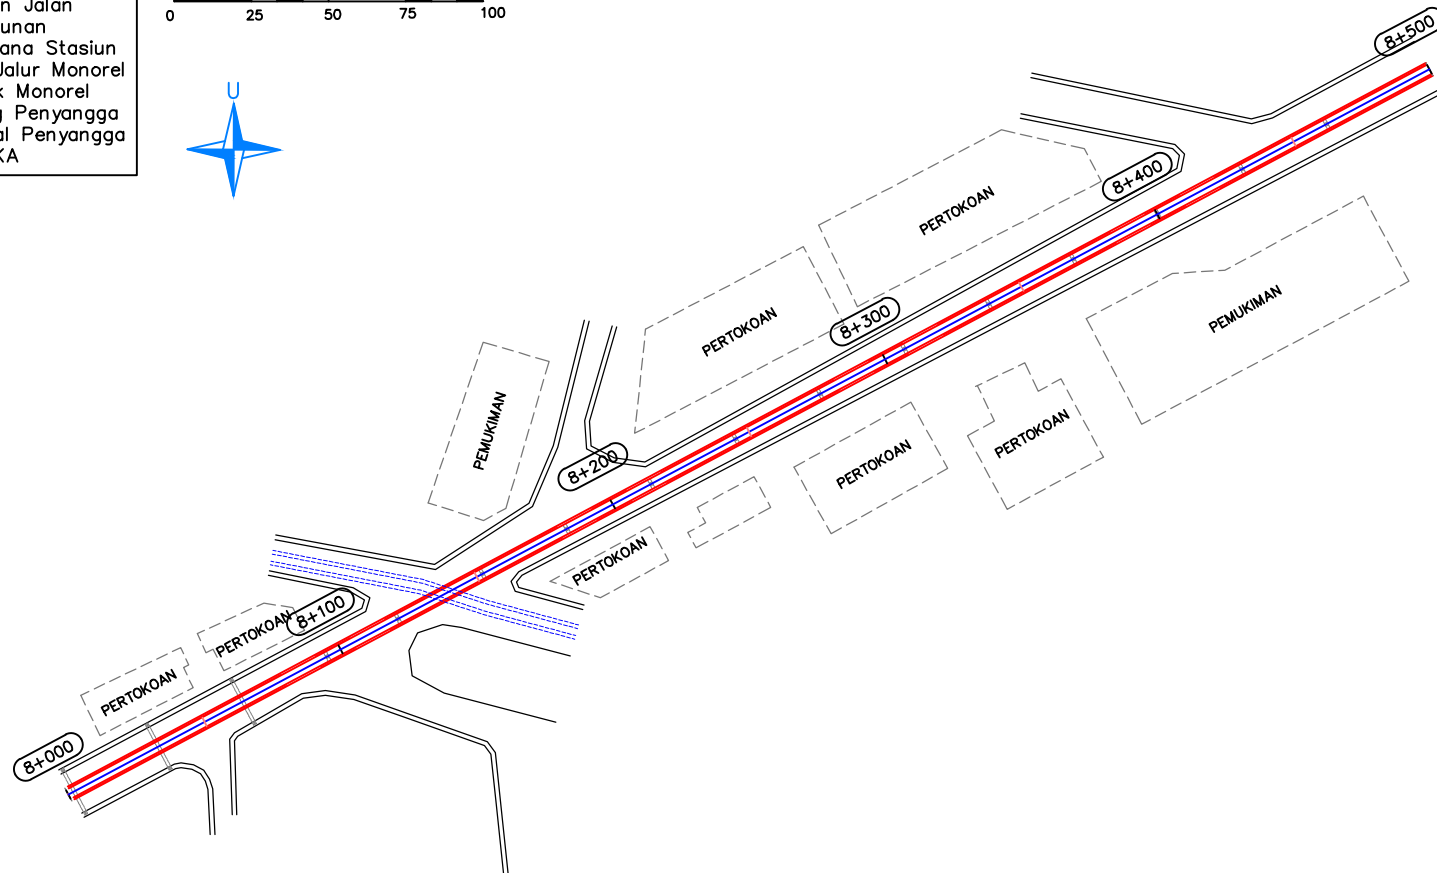 n Jalan
unan
ana Stasiun
Jalur Monorel
k Monorel
g Penyangga
al Penyangga
KA
0 25 50 75 100
U
8+500
8+400
PERTOKOAN
PERTOKOAN
8+300
PEMUKIMAN
PEMUKIMAN
PERTOKOAN
PERTOKOAN
8+200
PERTOKOAN
8+100
PERTOKOAN
PERTOKOAN
8+000